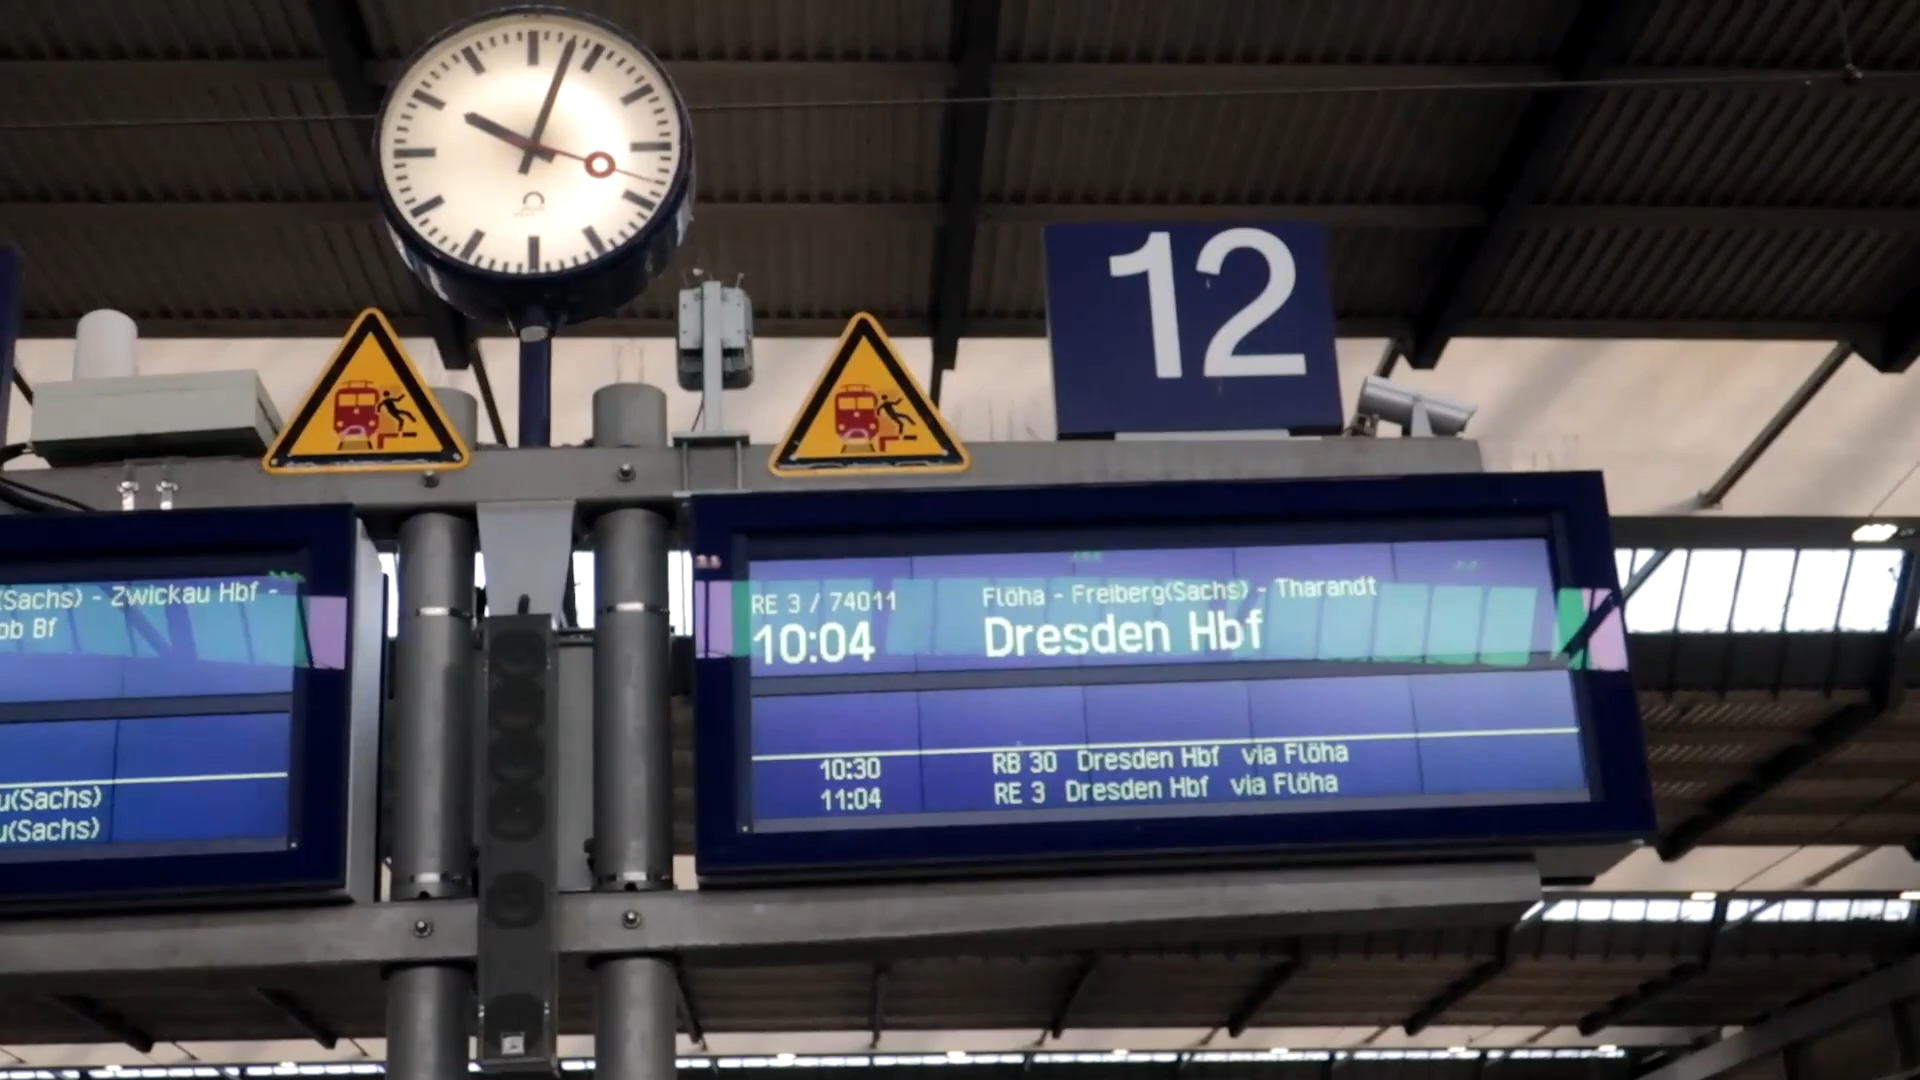 12
(Sachs) - Zwickau Hbf -
Bf
(Sachs)
(Sachs)
RE 3 / 74011 Flöha - Freiberg(Sachs) - Tharandt
10:04 Dresden Hbf
10:30 RB 30 Dresden Hbf via Flöha
11:04 RE 3 Dresden Hbf via Flöha